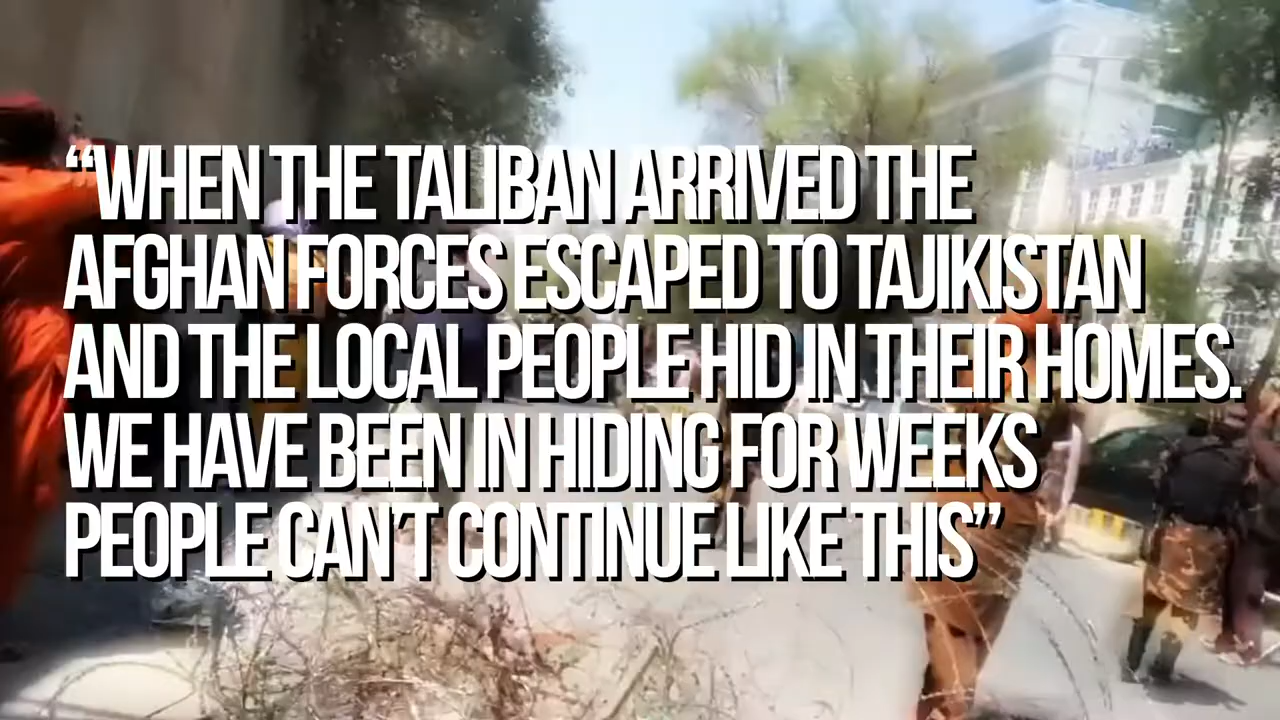 “WHEN THE TALIBAN ARRIVED THE
AFGHAN FORCES ESCAPED TO TAJIKISTAN
AND THE LOCAL PEOPLE HID IN THEIR HOMES.
WE HAVE BEEN IN HIDING FOR WEEKS
PEOPLE CAN’T CONTINUE LIKE THIS”